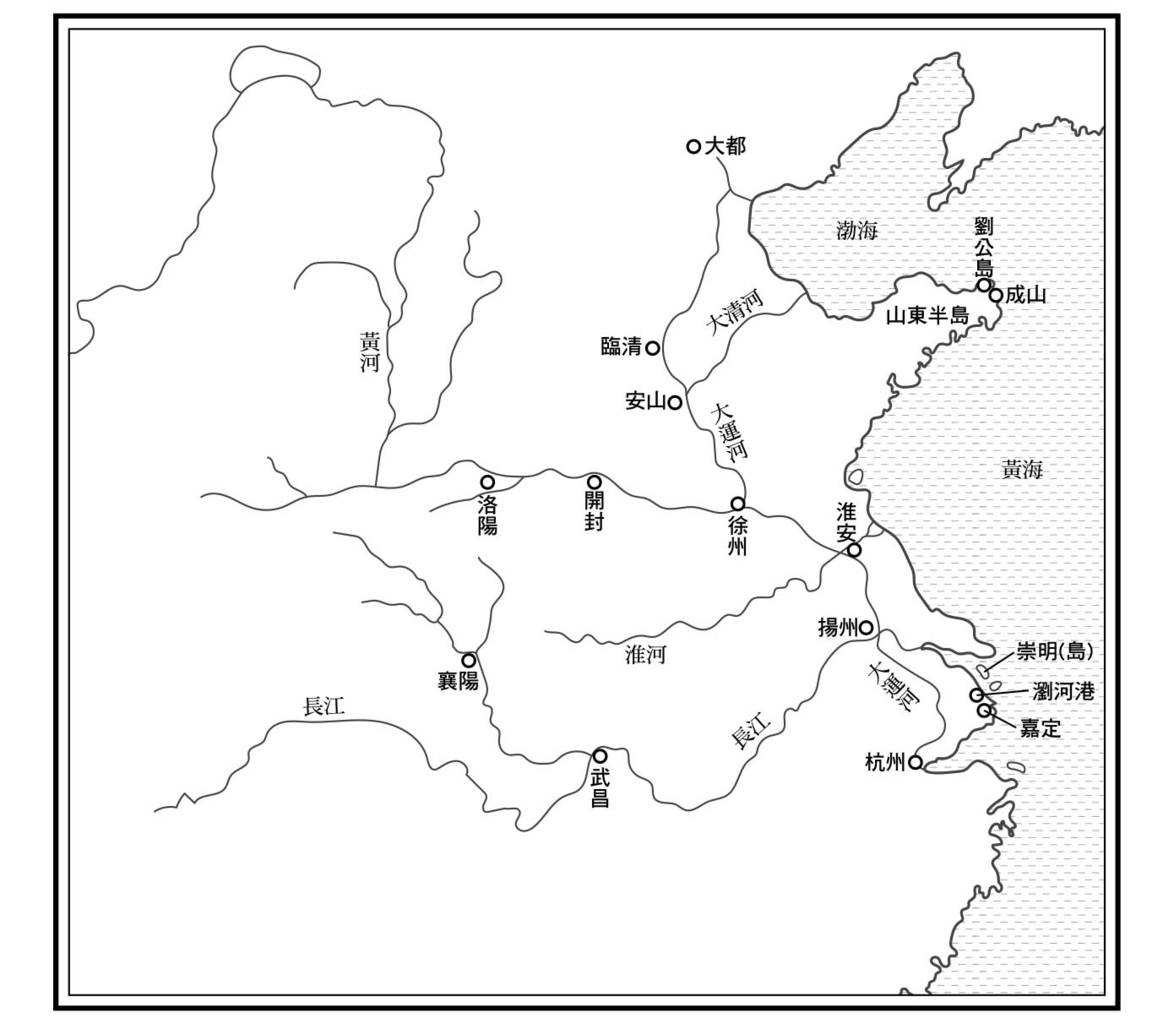 大都
渤海
劉公島
成山
山東半島
大清河
臨清
安山
大運河
黃河
黃海
洛陽
開封
徐州
淮安
揚州
淮河
襄陽
崇明(島)
大運河
瀏河港
長江
嘉定
長江
杭州
武昌